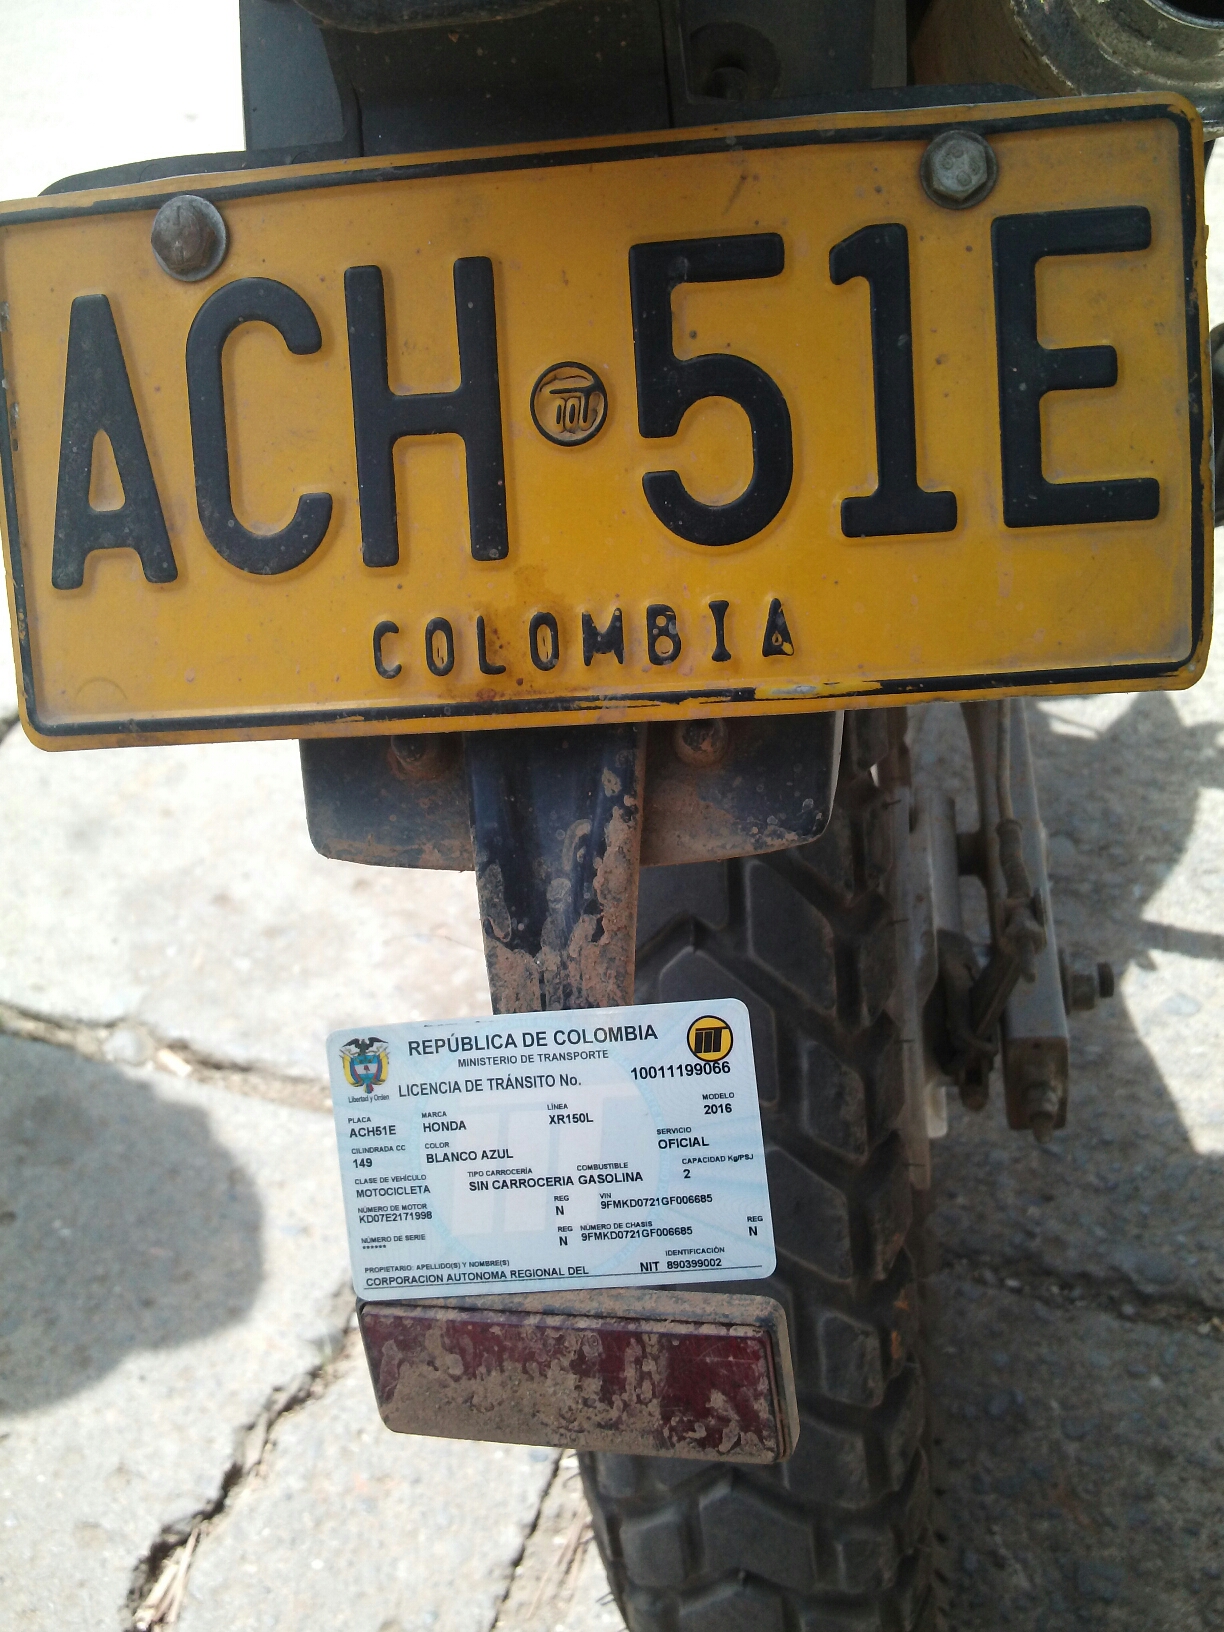 ACH 51E
COLOMBIA
REPÚBLICA DE COLOMBIA
MINISTERIO DE TRANSPORTE
Libertad y Orden
LICENCIA DE TRÁNSITO No. 10011199066
PLACA MARCA LÍNEA MODELO
ACH51E HONDA XR150L 2016
CILINDRADA CC COLOR SERVICIO
149 BLANCO AZUL OFICIAL
CLASE DE VEHÍCULO TIPO CARROCERÍA COMBUSTIBLE CAPACIDAD Kg/PSJ
MOTOCICLETA SIN CARROCERIA GASOLINA 2
NÚMERO DE MOTOR REG VIN
KD07E2171998 N 9FMKD0721GF006685
NÚMERO DE SERIE REG NÚMERO DE CHASIS REG
****** N 9FMKD0721GF006685 N
PROPIETARIO: APELLIDO(S) Y NOMBRE(S) IDENTIFICACIÓN
CORPORACION AUTONOMA REGIONAL DEL NIT 890399002